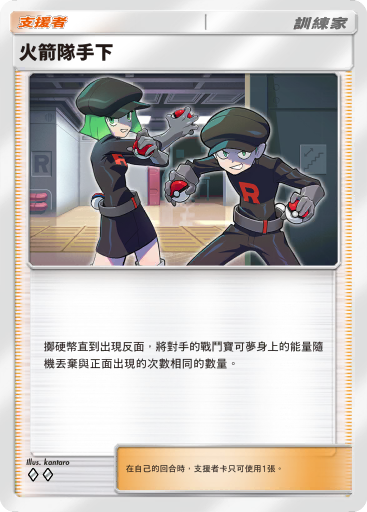 支援者
訓練家
火箭隊手下
R
R
R
擲硬幣直到出現反面，將對手的戰鬥寶可夢身上的能量隨
機丟棄與正面出現的次數相同的數量。
Illus. kantaro
在自己的回合時，支援者卡只可使用1張。